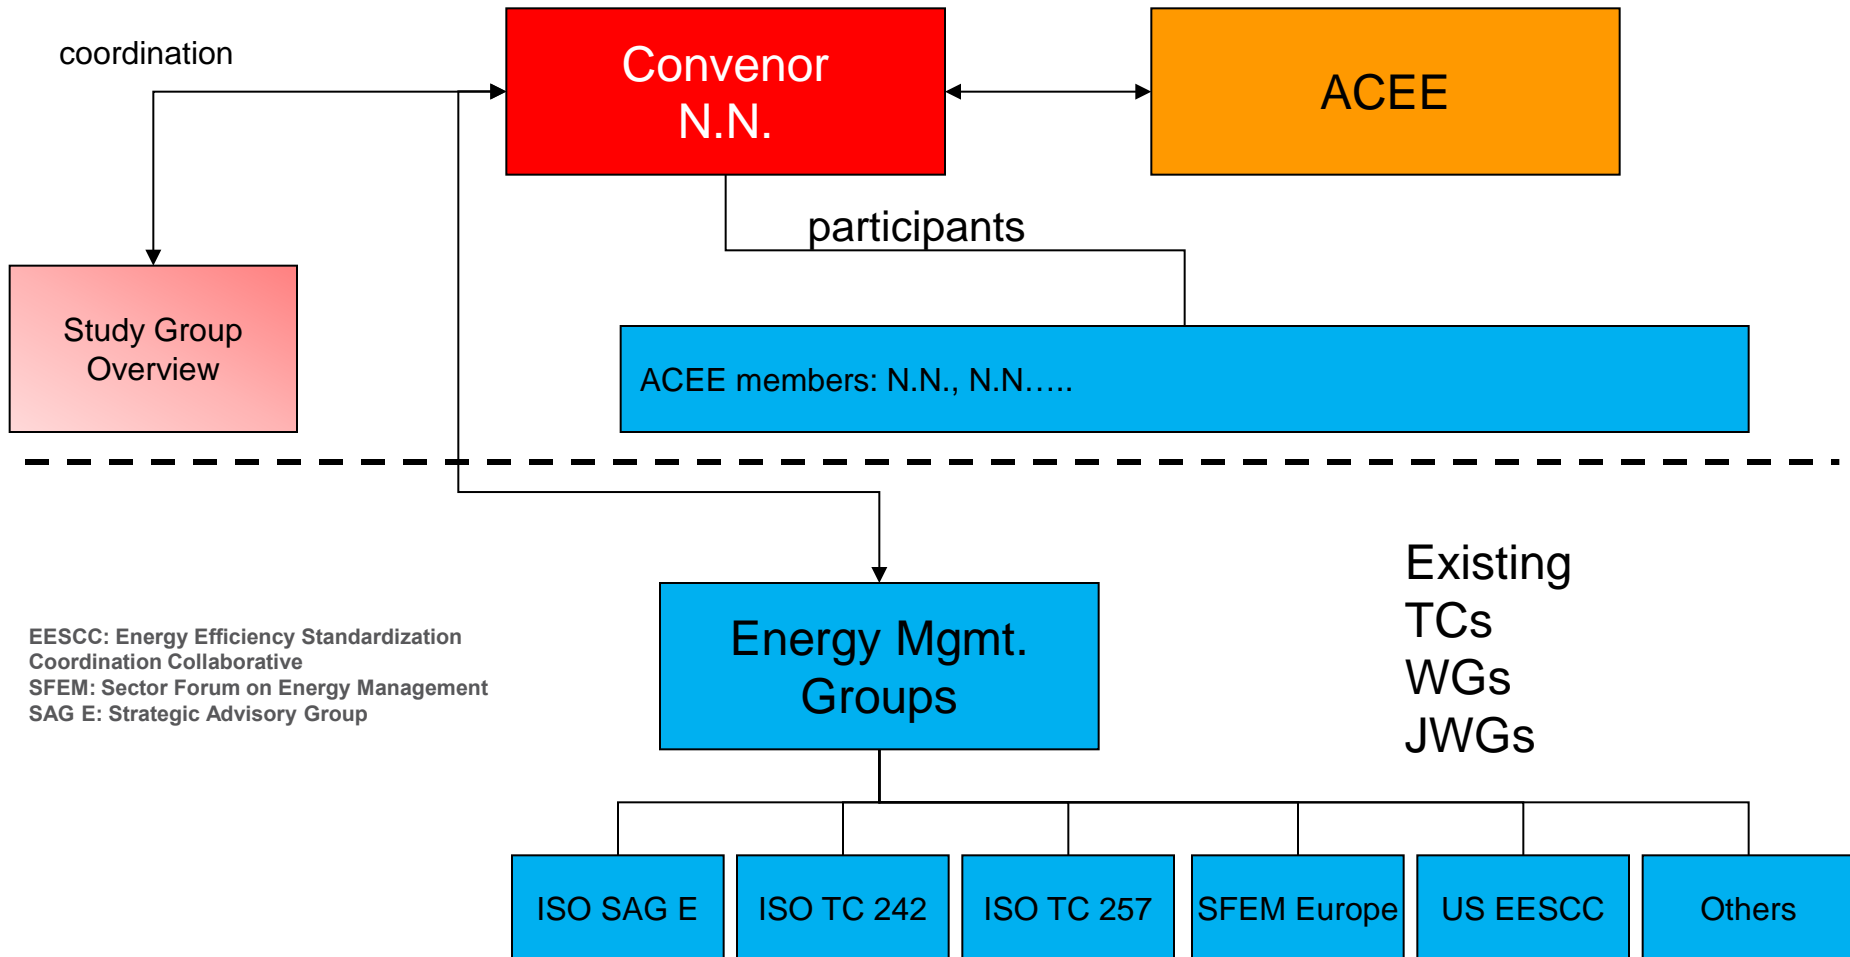 coordination
Convenor
N.N.
ACEE
participants
Study Group
Overview
ACEE members: N.N., N.N…..
Existing
TCs
WGs
JWGs
Energy Mgmt.
Groups
EESCC: Energy Efficiency Standardization
Coordination Collaborative
SFEM: Sector Forum on Energy Management
SAG E: Strategic Advisory Group
ISO SAG E
ISO TC 242
ISO TC 257
SFEM Europe
US EESCC
Others